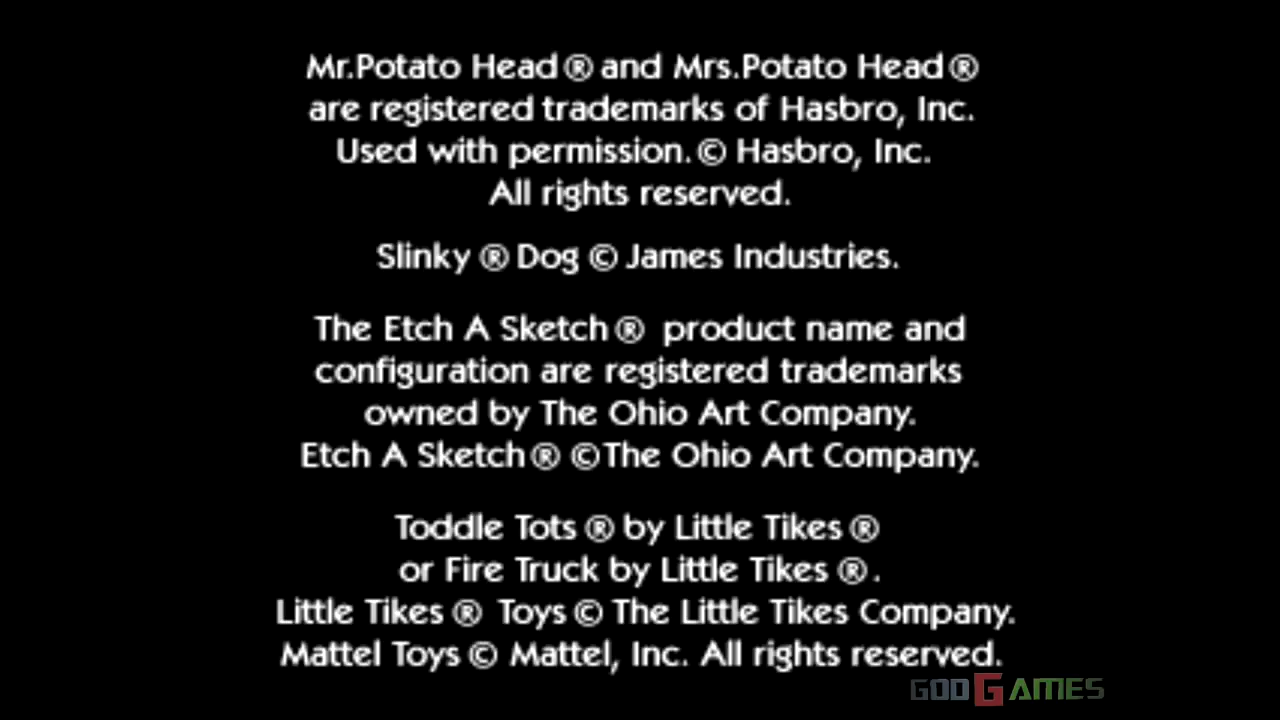 Mr.Potato Head® and Mrs.Potato Head®
are registered trademarks of Hasbro, Inc.
Used with permission.© Hasbro, Inc.
All rights reserved.
Slinky ® Dog © James Industries.
The Etch A Sketch® product name and
configuration are registered trademarks
owned by The Ohio Art Company.
Etch A Sketch® ©The Ohio Art Company.
Toddle Tots ® by Little Tikes ®
or Fire Truck by Little Tikes ®.
Little Tikes ® Toys © The Little Tikes Company.
Mattel Toys © Mattel, Inc. All rights reserved.
GODGAMES